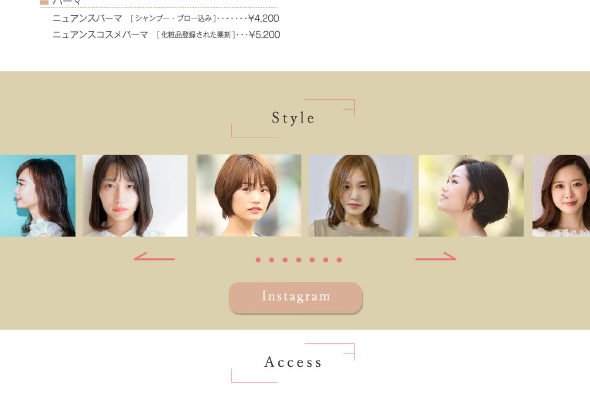 パーマ
ニュアンスパーマ [ シャンプー・ブロー込み ]‥‥‥‥¥4,200
ニュアンスコスメパーマ [ 化粧品登録された薬剤 ]‥‥¥5,200
Style
Instagram
Access